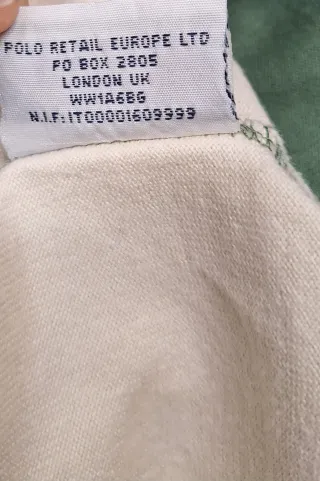 POLO RETAIL EUROPE LTD
PO BOX 2805
LONDON UK
WW1A6BG
N.I.F:IT00001609999